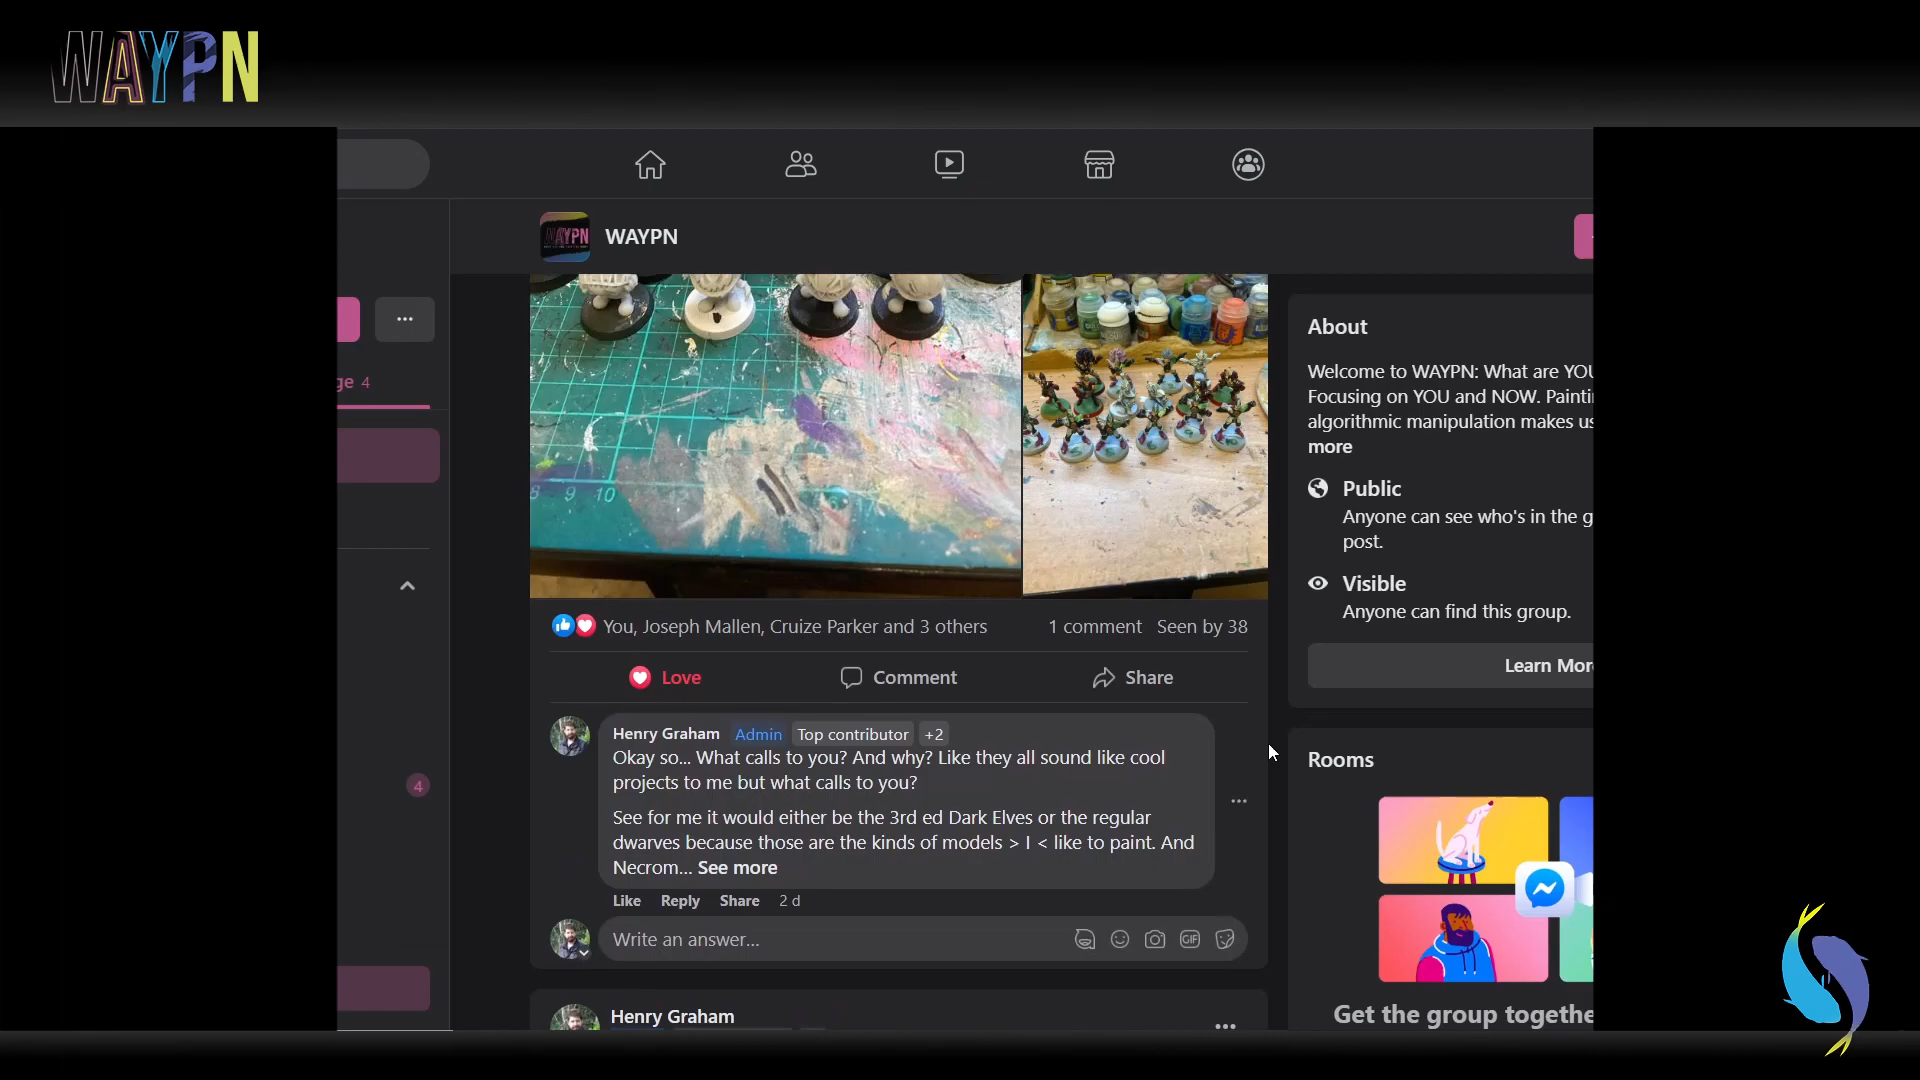 WAYPN
WAYPN
WAYPN
8 9 10
ge 4
About
Welcome to WAYPN: What are YOU
Focusing on YOU and NOW.
algorithmic manipulation makes
more
Public
Anyone can see who's in the
post.
Visible
Anyone can find this group.
Learn
You, Joseph Mallen, Cruize Parker and 3 others
1 comment Seen by 38
Love
Comment
Share
Henry Graham Admin Top contributor +2
Okay so... What calls to you? And why? Like they all sound like cool
projects to me but what calls to you?
See for me it would either be the 3rd ed Dark Elves or the regular
dwarves because those are the kinds of models > I < like to paint. And
Necrom... See more
Like Reply Share 2 d
Write an answer...
GIF
4
Rooms
Get the group
Henry Graham